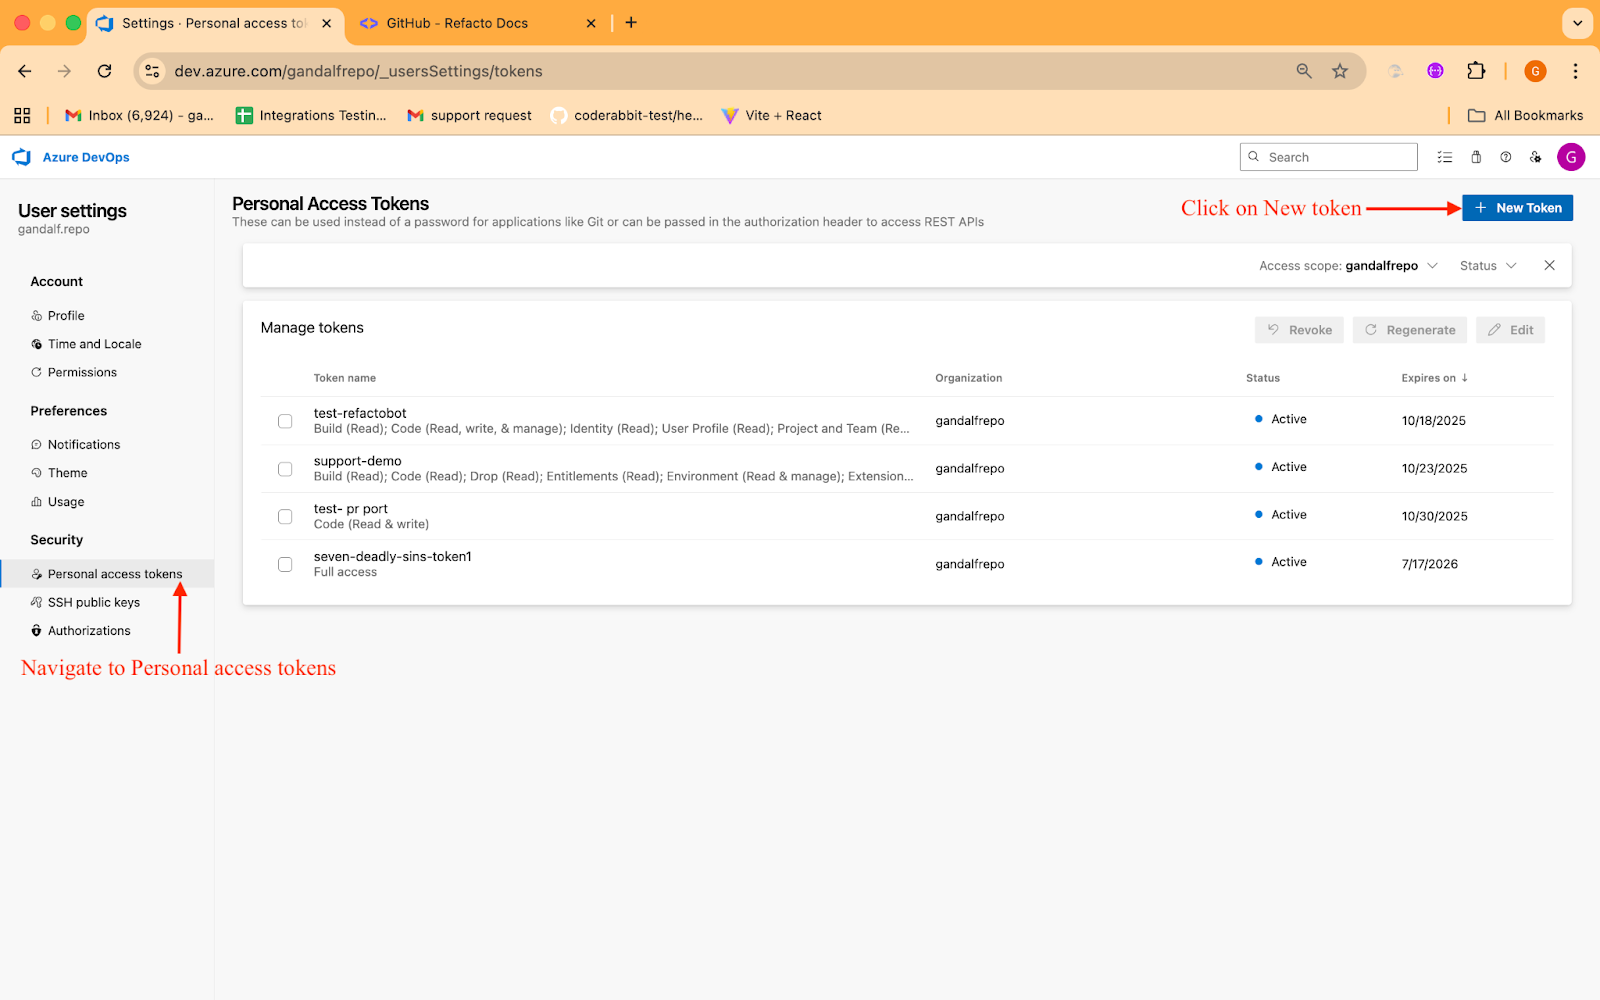 Settings · Personal access to
GitHub - Refacto Docs
dev.azure.com/gandalfrepo/_usersSettings/tokens
G
Inbox (6,924) - ga...
Integrations Testin...
support request
coderabbit-test/he...
Vite + React
All Bookmarks
Azure DevOps
Search
G
User settings
gandalf.repo
Account
Profile
Time and Locale
Permissions
Preferences
Notifications
Theme
Usage
Security
Personal access tokens
SSH public keys
Authorizations
Navigate to Personal access tokens
Personal Access Tokens
These can be used instead of a password for applications like Git or can be passed in the authorization header to access REST APIs
Click on New token
New Token
Access scope: gandalfrepo
Status
Manage tokens
Revoke
Regenerate
Edit
Token name Organization Status Expires on ↓
test-refactobot
Build (Read); Code (Read, write, & manage); Identity (Read); User Profile (Read); Project and Team (Re...
gandalfrepo Active 10/18/2025
support-demo
Build (Read); Code (Read); Drop (Read); Entitlements (Read); Environment (Read & manage); Extension...
gandalfrepo Active 10/23/2025
test- pr port
Code (Read & write)
gandalfrepo Active 10/30/2025
seven-deadly-sins-token1
Full access
gandalfrepo Active 7/17/2026